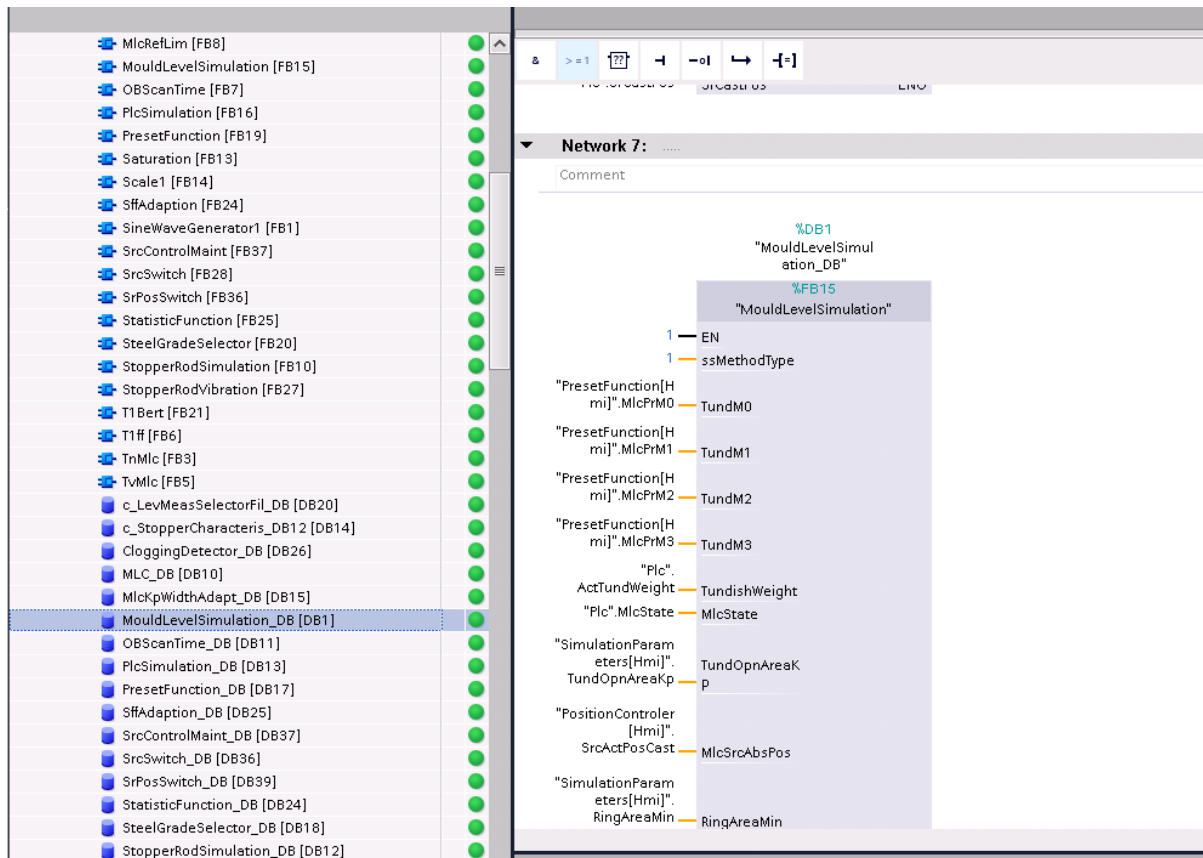 MlcRefLim [FB8]
MouldLevelSimulation [FB15]
OBScanTime [FB7]
PlcSimulation [FB16]
PresetFunction [FB19]
Saturation [FB13]
Scale1 [FB14]
SffAdaption [FB24]
SineWaveGenerator1 [FB1]
SrcControlMaint [FB37]
SrcSwitch [FB28]
SrPosSwitch [FB36]
StatisticFunction [FB25]
SteelGradeSelector [FB20]
StopperRodSimulation [FB10]
StopperRodVibration [FB27]
T1Bert [FB21]
T1ff [FB6]
TnMlc [FB3]
TvMlc [FB5]
c_LevMeasSelectorFil_DB [DB20]
c_StopperCharacteris_DB12 [DB14]
CloggingDetector_DB [DB26]
MLC_DB [DB10]
MlcKpWidthAdapt_DB [DB15]
MouldLevelSimulation_DB [DB1]
OBScanTime_DB [DB11]
PlcSimulation_DB [DB13]
PresetFunction_DB [DB17]
SffAdaption_DB [DB25]
SrcControlMaint_DB [DB37]
SrcSwitch_DB [DB36]
SrPosSwitch_DB [DB39]
StatisticFunction_DB [DB24]
SteelGradeSelector_DB [DB18]
StopperRodSimulation_DB [DB12]
& >=1 ??
Network 7: .....
Comment
%DB1
"MouldLevelSimul
ation_DB"
%FB15
"MouldLevelSimulation"
1 EN
1 ssMethodType
"PresetFunction[H
mi]".MlcPrM0 TundM0
"PresetFunction[H
mi]".MlcPrM1 TundM1
"PresetFunction[H
mi]".MlcPrM2 TundM2
"PresetFunction[H
mi]".MlcPrM3 TundM3
"Plc".
ActTundWeight TundishWeight
"Plc".MlcState MlcState
"SimulationParam
eters[Hmi]". TundOpnAreaK
TundOpnAreaKp p
"PositionControler
[Hmi]".
SrcActPosCast MlcSrcAbsPos
"SimulationParam
eters[Hmi]".
RingAreaMin RingAreaMin